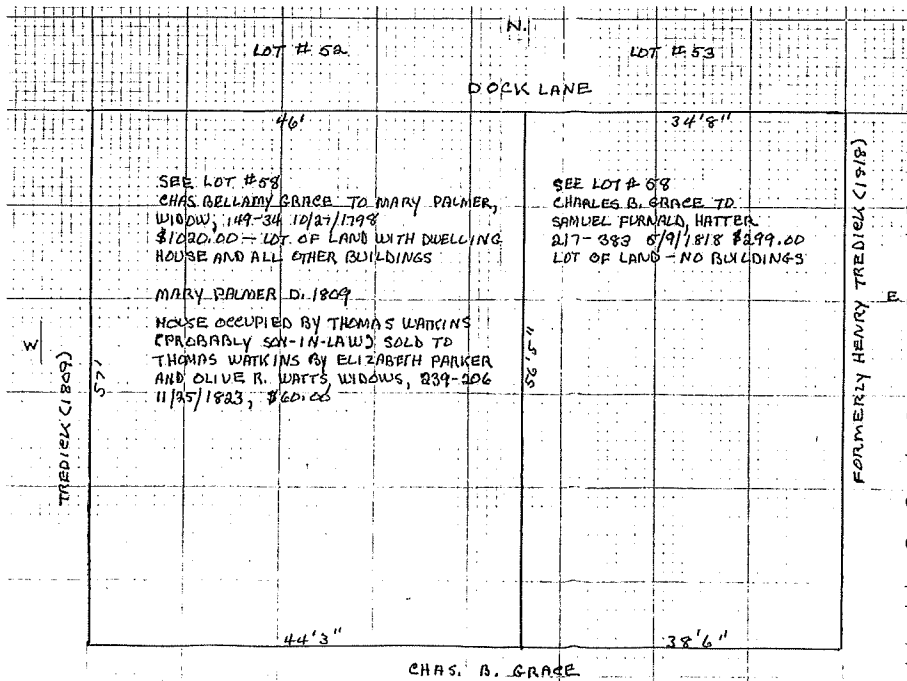 N.
LOT # 52
LOT # 53
DOCK LANE
46'
34'8"
SEE LOT #58
CHAS. BELLAMY GRACE TO MARY PALMER,
WIDOW, 149-34 10/27/1798
$1020.00 — LOT OF LAND WITH DWELLING
HOUSE AND ALL OTHER BUILDINGS
MARY PALMER D. 1809
HOUSE OCCUPIED BY THOMAS WATKINS
(PROBABLY SON-IN-LAW) SOLD TO
THOMAS WATKINS BY ELIZABETH PARKER
AND OLIVE R. WATTS, WIDOWS, 239-206
11/25/1823, $60.00
SEE LOT # 58
CHARLES B. GRACE TO
SAMUEL FURNALD, HATTER
217-383 5/9/1818 $299.00
LOT OF LAND - NO BUILDINGS
W
TREDICK (1809)
57'
56'5"
FORMERLY HENRY TREDICK (1818)
E
44'3"
38'6"
CHAS. B. GRACE